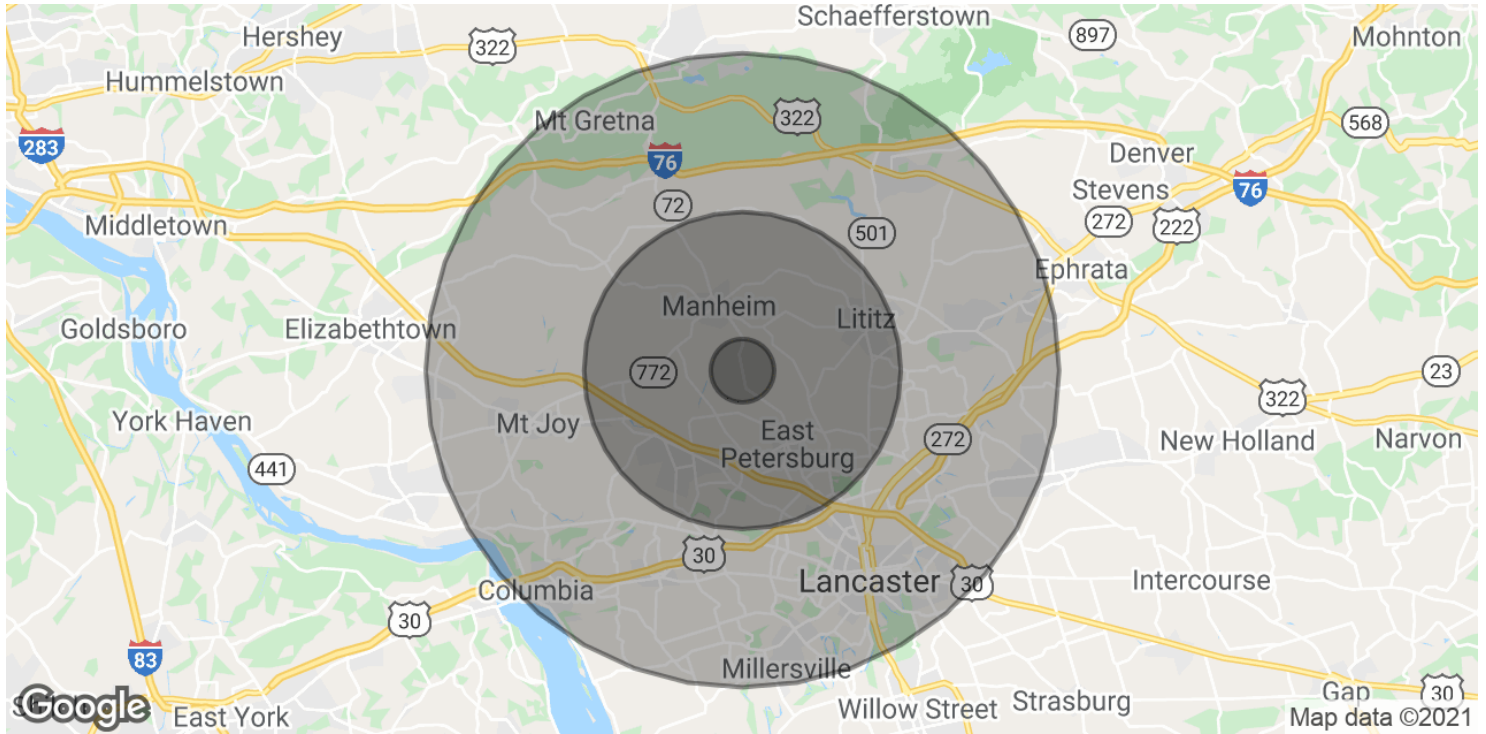 Schaefferstown
Hershey
322
897
Mohnton
Hummelstown
Mt Gretna
322
568
283
76
Denver
Stevens
76
72
Middletown
501
272
222
Ephrata
Manheim
Lititz
Goldsboro
Elizabethtown
772
23
322
York Haven
Mt Joy
East
Petersburg
272
New Holland
Narvon
441
30
Lancaster
30
Intercourse
Columbia
30
83
Millersville
Strasburg
Gap
30
Google
East York
Willow Street
Map data ©2021